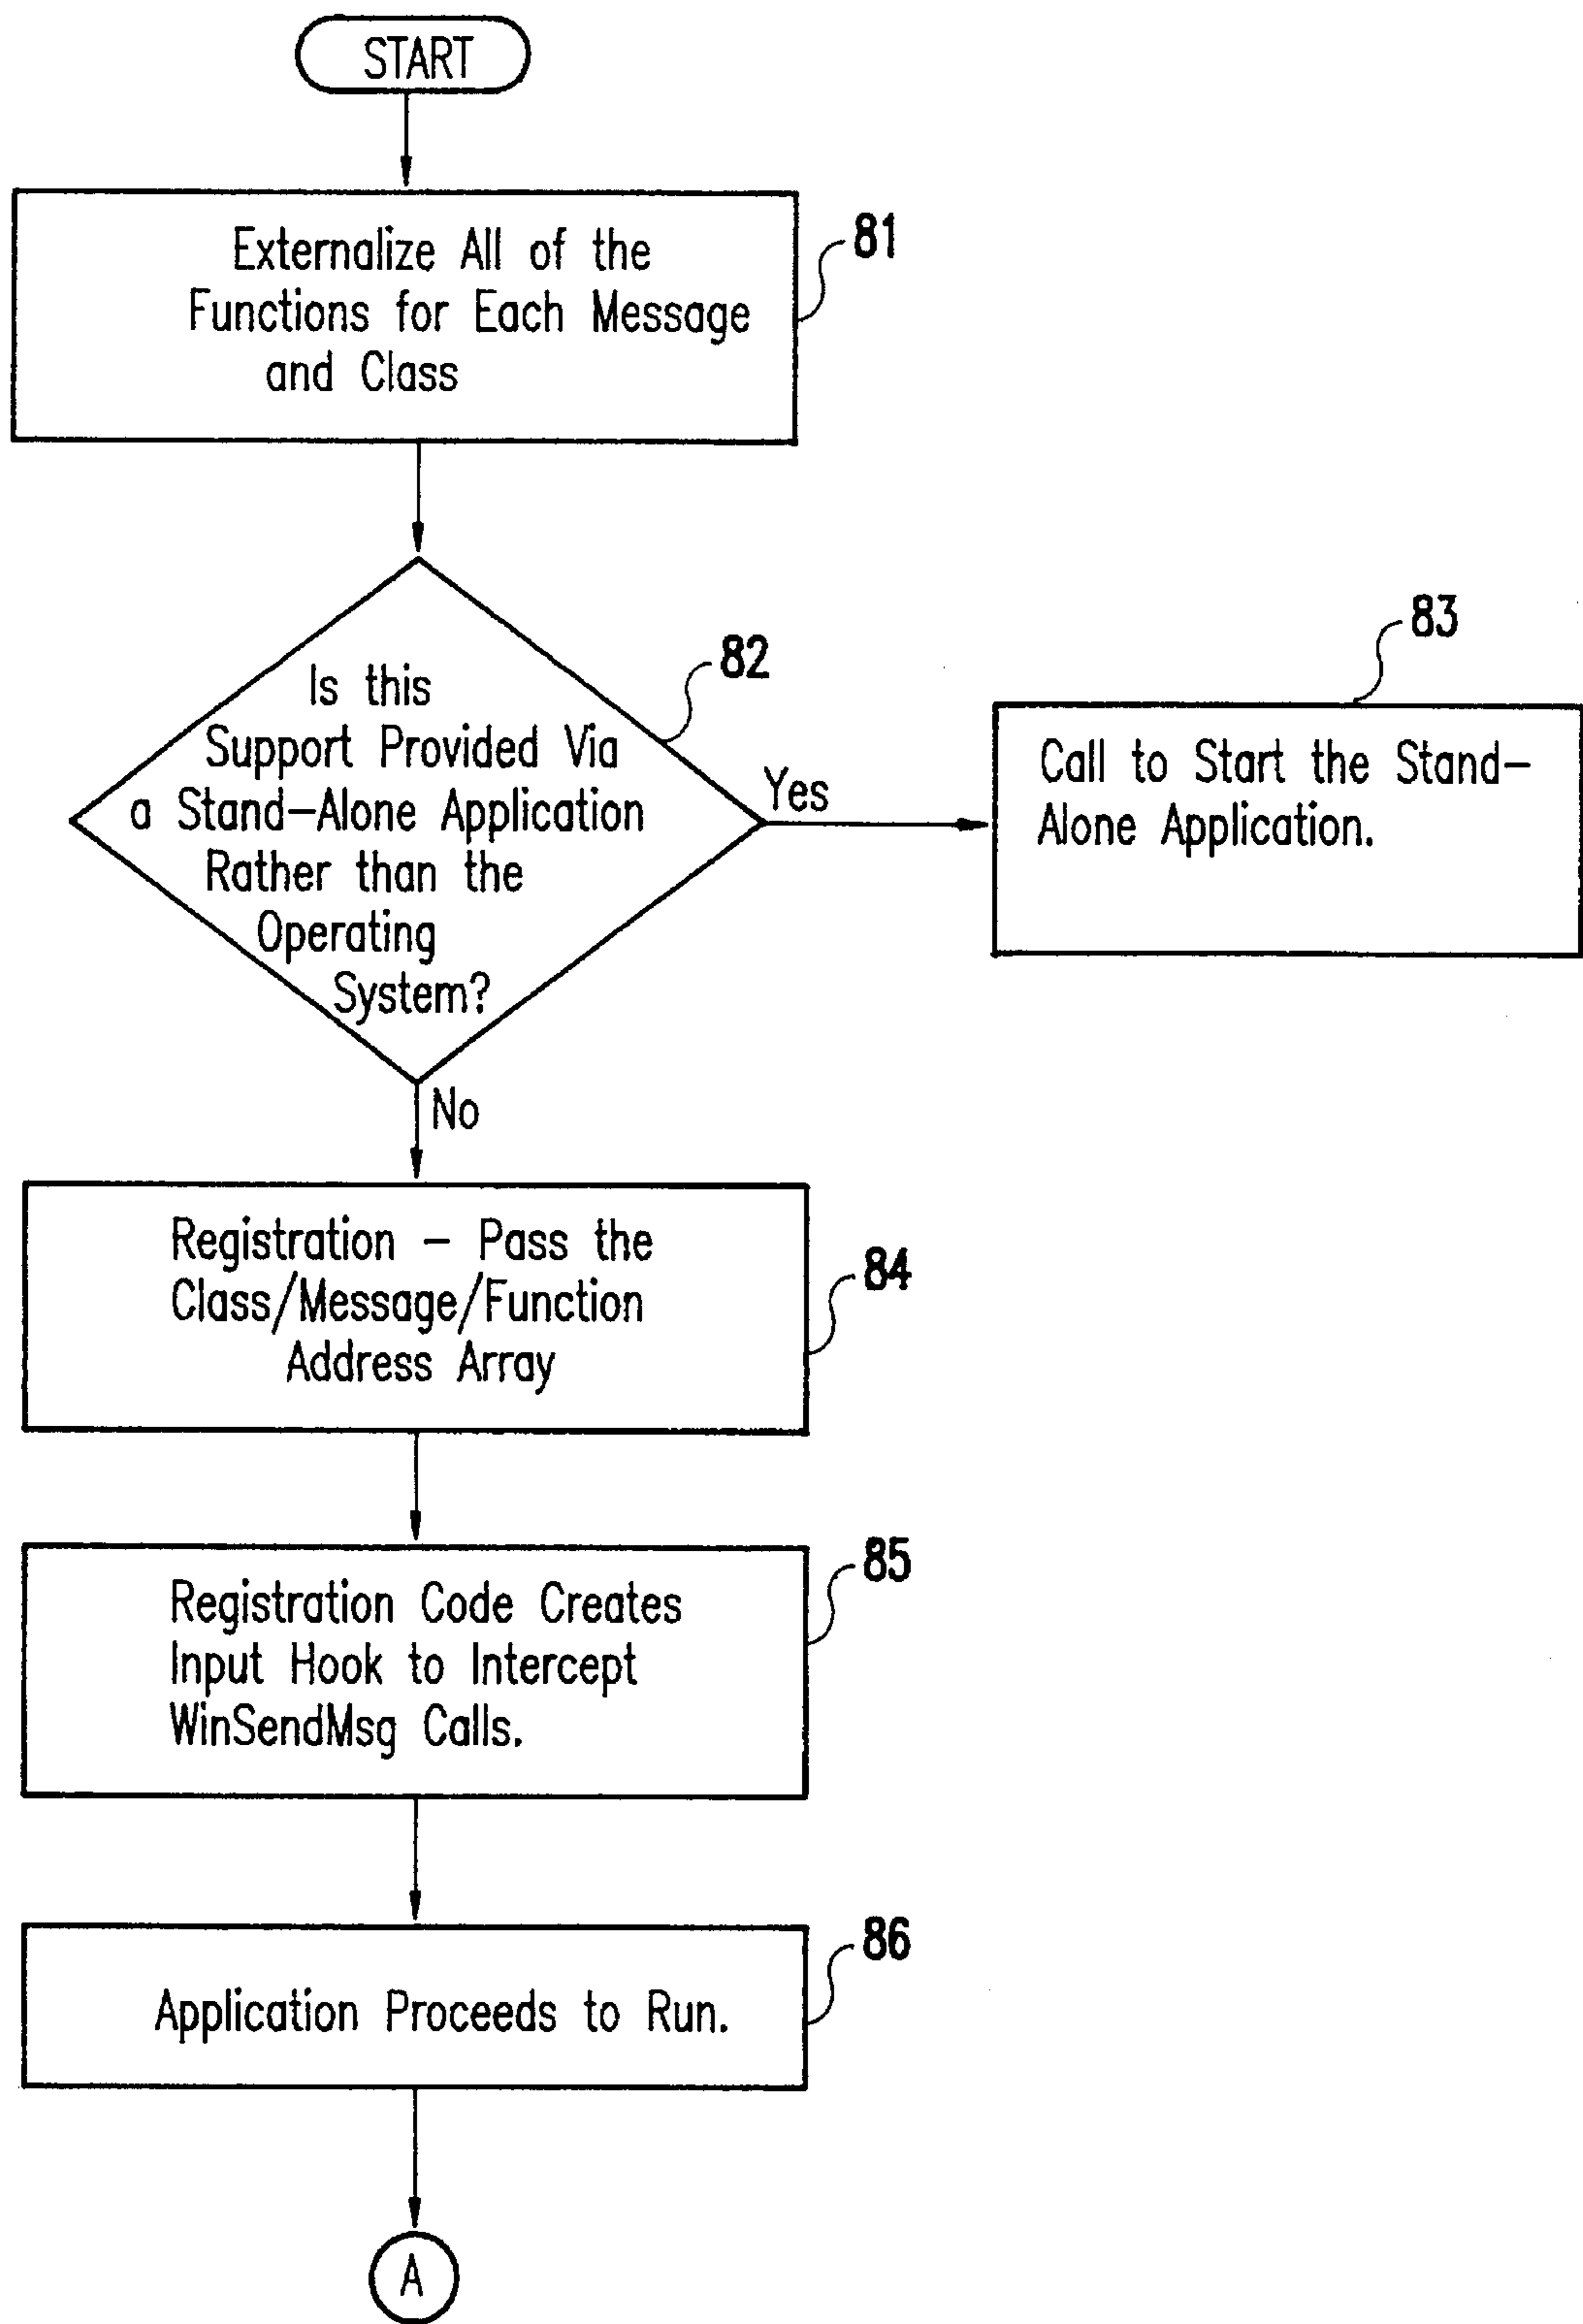 START
Externalize All of the
Functions for Each Message
and Class
81
Is this
Support Provided Via
a Stand-Alone Application
Rather than the
Operating
System?
82
Yes
83
Call to Start the Stand-
Alone Application.
No
Registration - Pass the
Class/Message/Function
Address Array
84
Registration Code Creates
Input Hook to Intercept
WinSendMsg Calls.
85
Application Proceeds to Run.
86
A